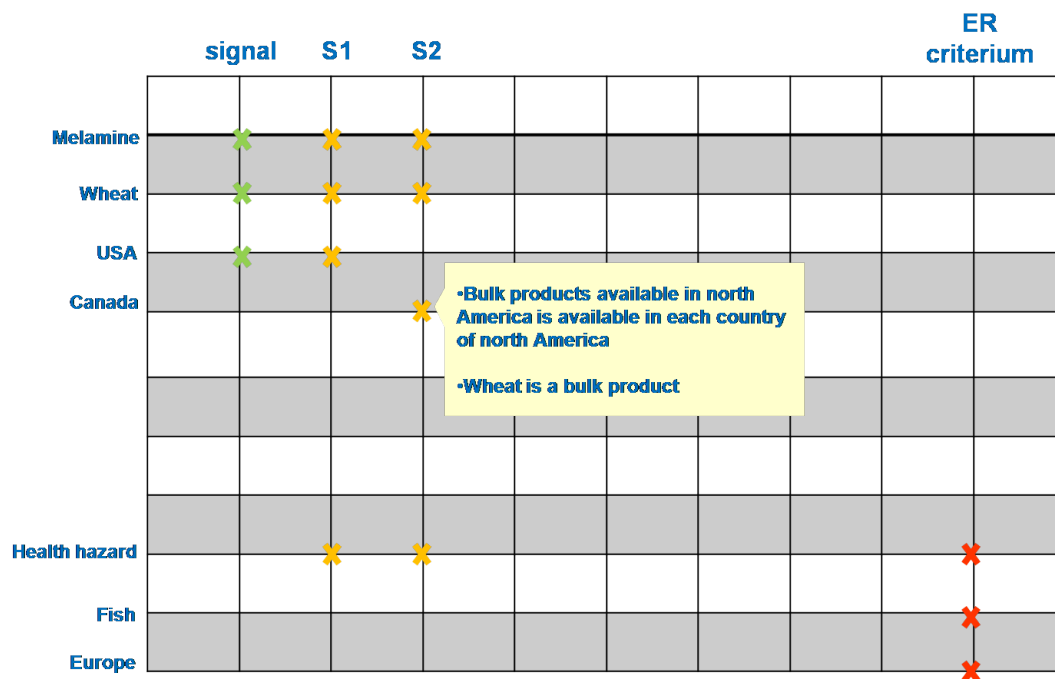 ER
signal S1 S2 criterium
Melamine
Wheat
USA
Canada
•Bulk products available in north
America is available in each country
of north America
•Wheat is a bulk product
Health hazard
Fish
Europe